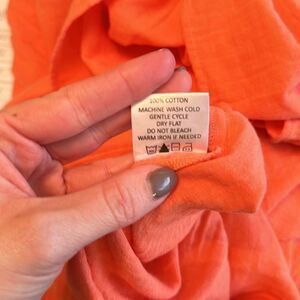 100% COTTON
MACHINE WASH COLD
GENTLE CYCLE
DRY FLAT
DO NOT BLEACH
WARM IRON IF NEEDED